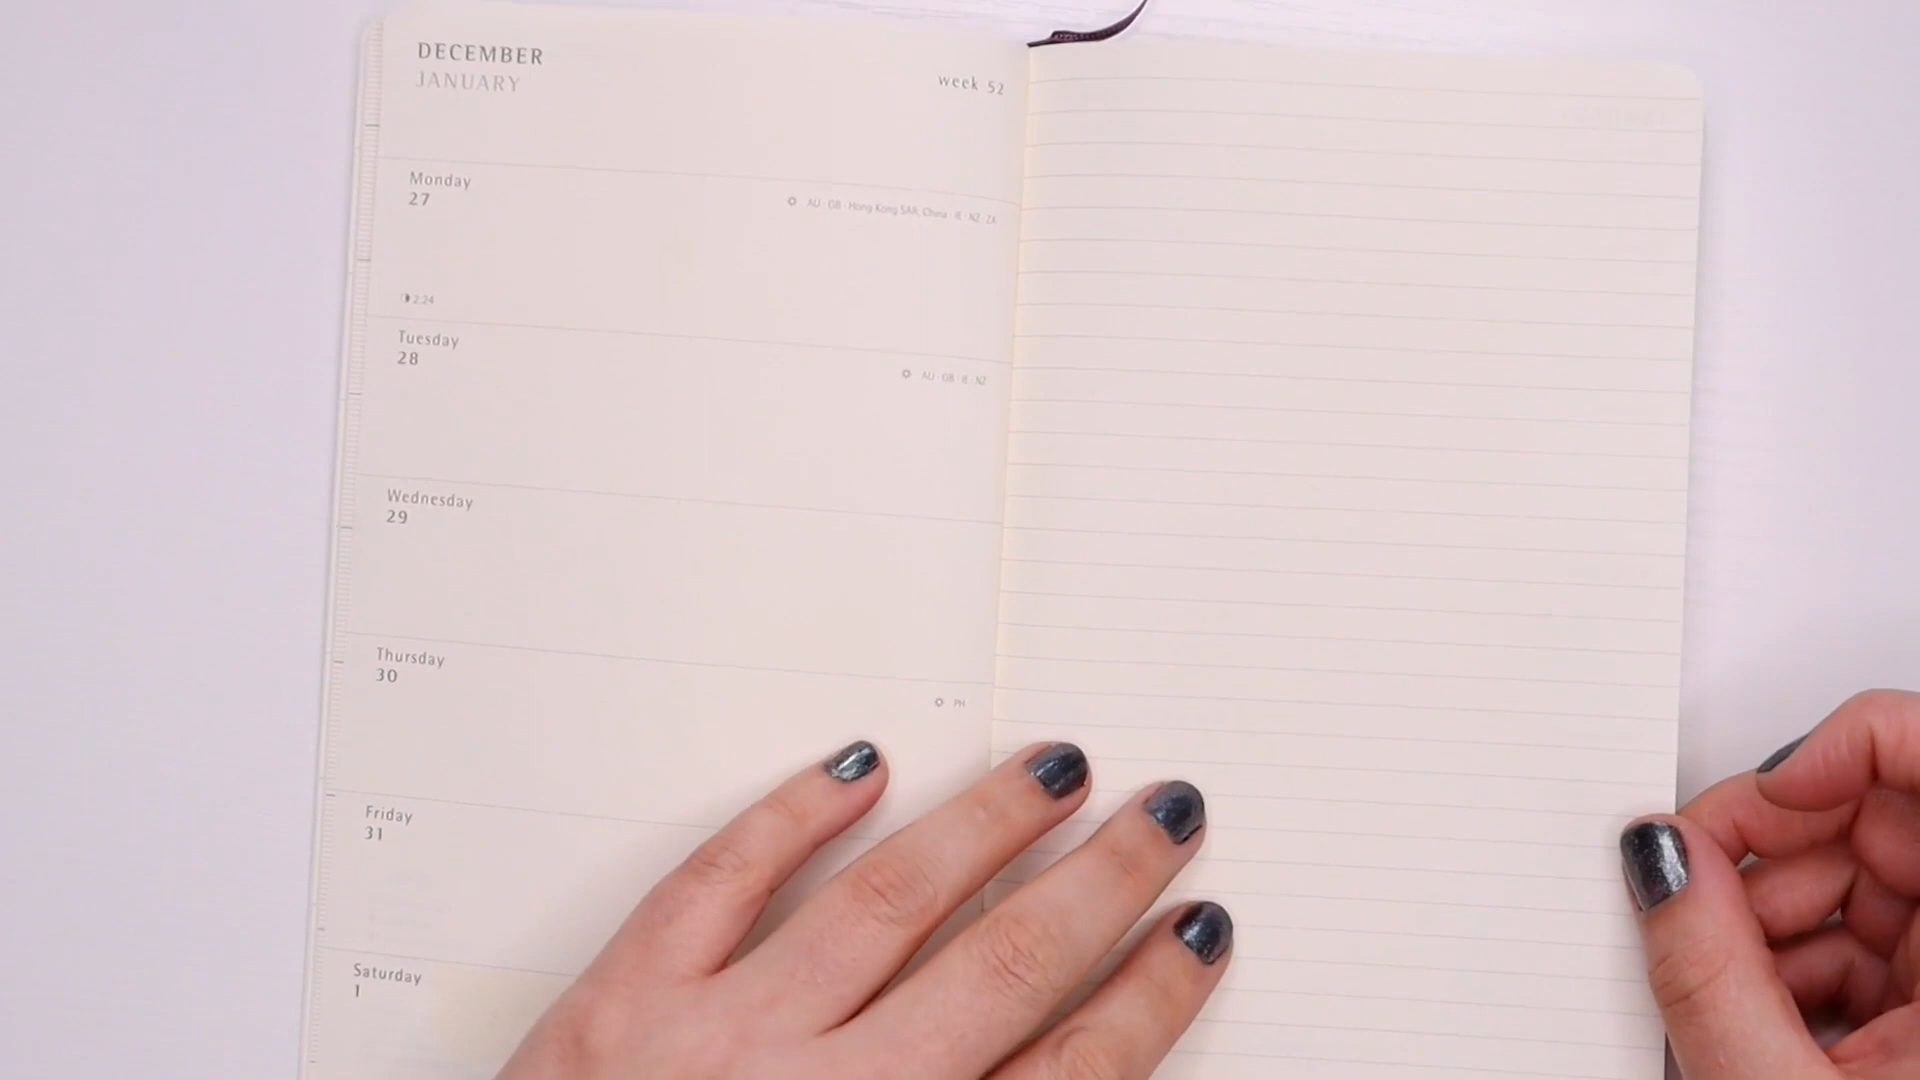 DECEMBER
JANUARY
week 52
Monday
27
AU · GB · Hong Kong SAR, China · IE · NZ · ZA
2:24
Tuesday
28
AU · GB · IE · NZ
Wednesday
29
Thursday
30
PH
Friday
31
Saturday
1